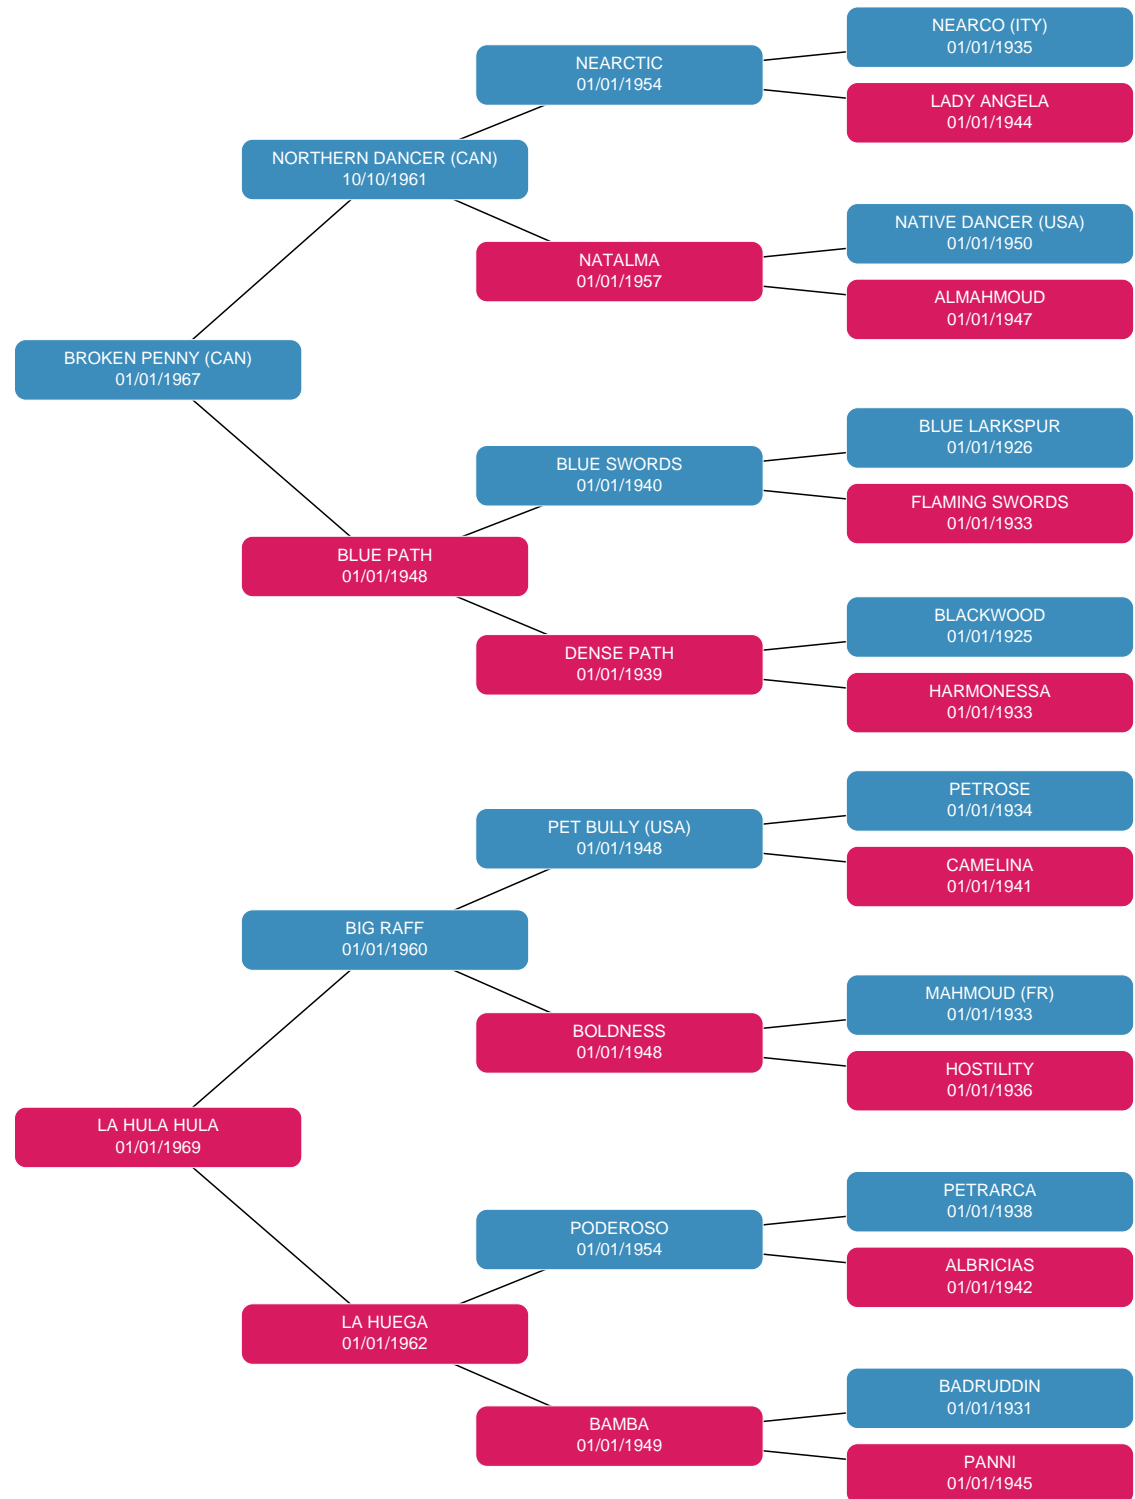 NEARCO (ITY)
01/01/1935
NEARCTIC
01/01/1954
LADY ANGELA
01/01/1944
NORTHERN DANCER (CAN)
10/10/1961
NATIVE DANCER (USA)
01/01/1950
NATALMA
01/01/1957
ALMAHMOUD
01/01/1947
BROKEN PENNY (CAN)
01/01/1967
BLUE LARKSPUR
01/01/1926
BLUE SWORDS
01/01/1940
FLAMING SWORDS
01/01/1933
BLUE PATH
01/01/1948
BLACKWOOD
01/01/1925
DENSE PATH
01/01/1939
HARMONESSA
01/01/1933
PETROSE
01/01/1934
PET BULLY (USA)
01/01/1948
CAMELINA
01/01/1941
BIG RAFF
01/01/1960
MAHMOUD (FR)
01/01/1933
BOLDNESS
01/01/1948
HOSTILITY
01/01/1936
LA HULA HULA
01/01/1969
PETRARCA
01/01/1938
PODEROSO
01/01/1954
ALBRICIAS
01/01/1942
LA HUEGA
01/01/1962
BADRUDDIN
01/01/1931
BAMBA
01/01/1949
PANNI
01/01/1945